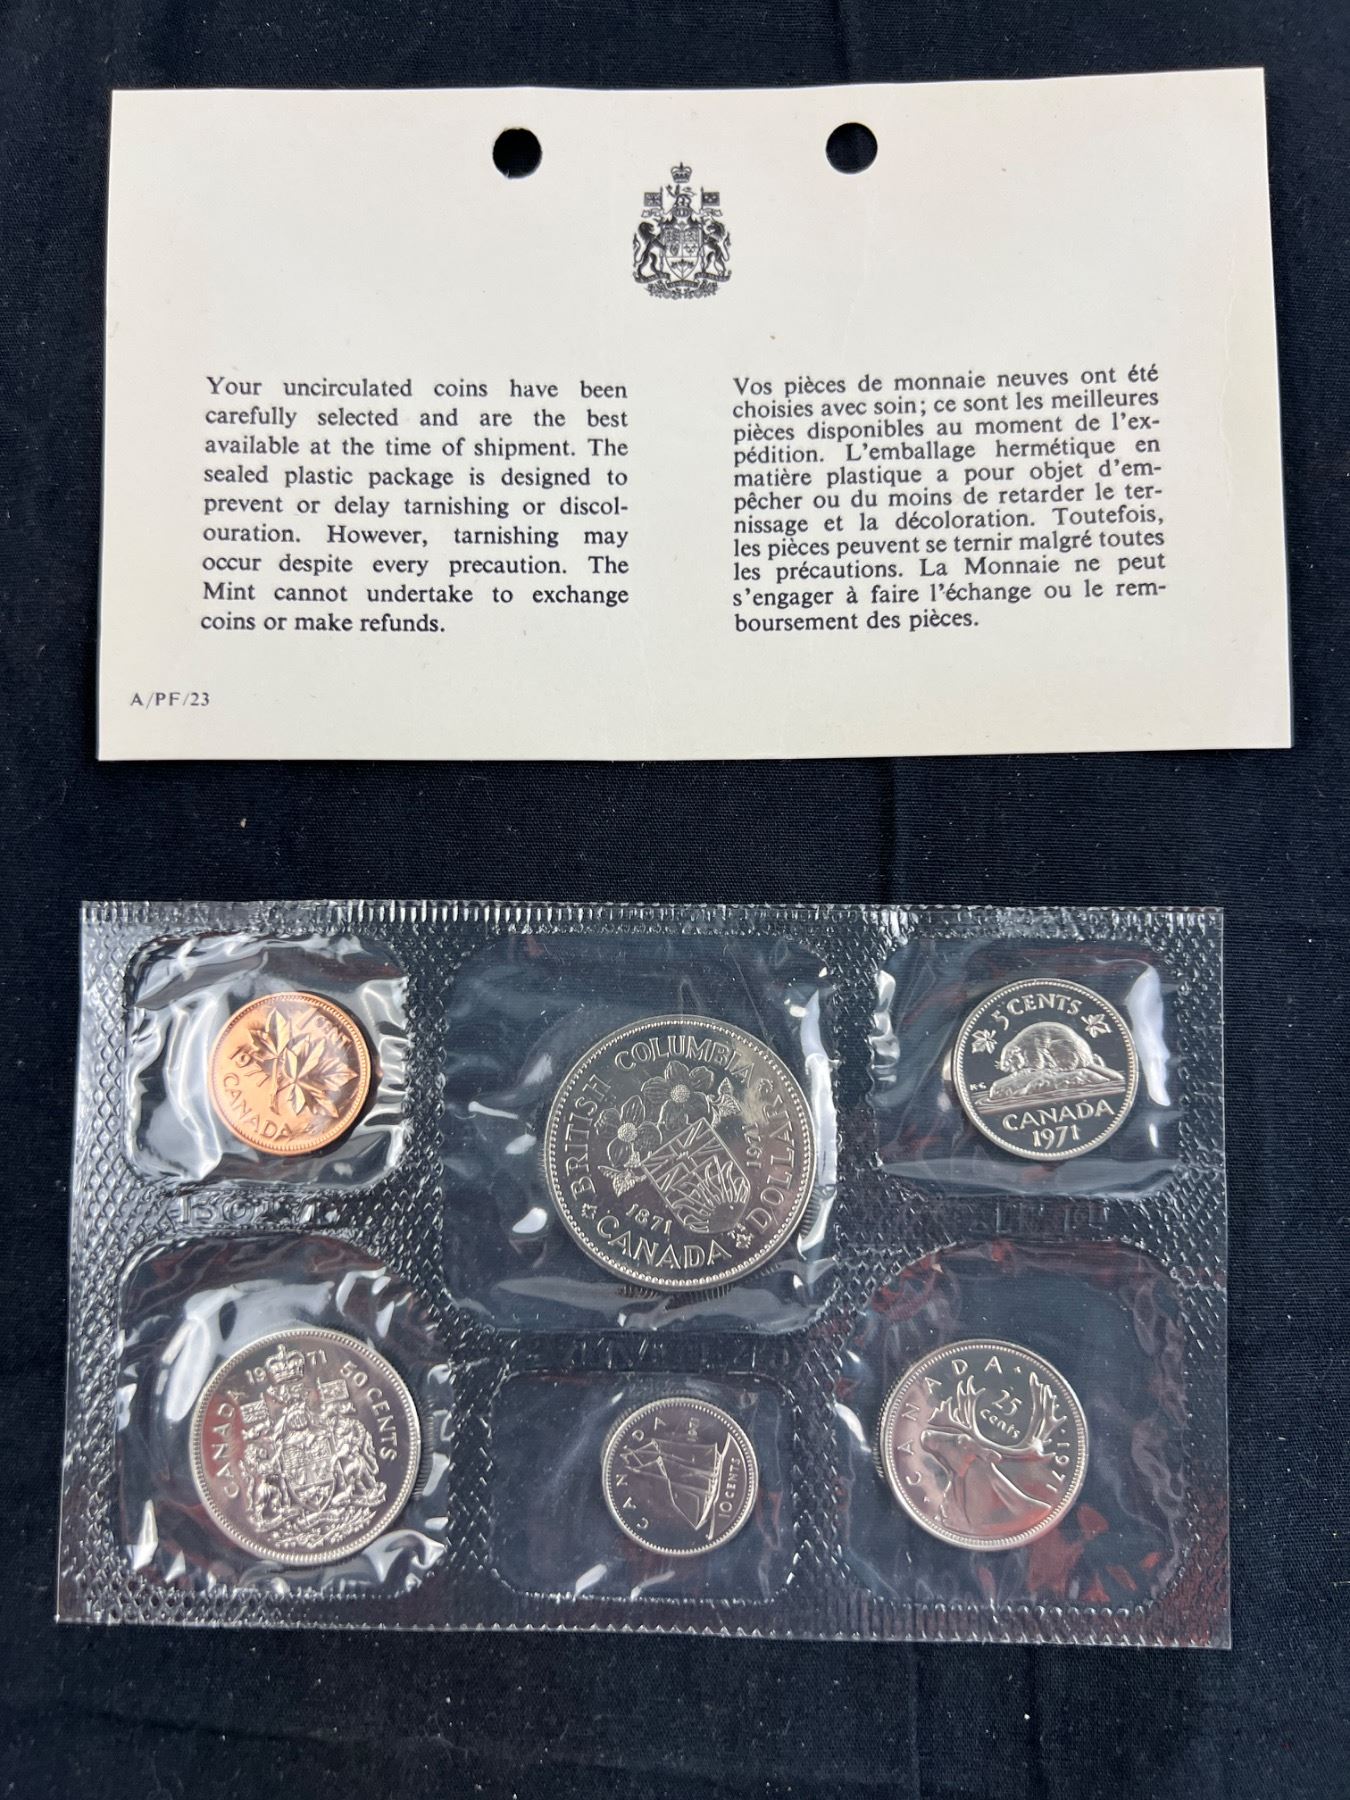 Your uncirculated coins have been
carefully selected and are the best
available at the time of shipment. The
sealed plastic package is designed to
prevent or delay tarnishing or discol-
ouration. However, tarnishing may
occur despite every precaution. The
Mint cannot undertake to exchange
coins or make refunds.
Vos pièces de monnaie neuves ont été
choisies avec soin; ce sont les meilleures
pièces disponibles au moment de l'ex-
pédition. L'emballage hermétique en
matière plastique a pour objet d'em-
pêcher ou du moins de retarder le ter-
nissage et la décoloration. Toutefois,
les pièces peuvent se ternir malgré toutes
les précautions. La Monnaie ne peut
s'engager à faire l'échange ou le rem-
boursement des pièces.
A/PF/23
1 CENT
1971
CANADA
BRITISH COLUMBIA
1871
1971
CANADA DOLLAR
5 CENTS
CANADA
1971
CANADA 1971 50 CENTS
CANADA
10 CENTS
CANADA
25
cents
1971